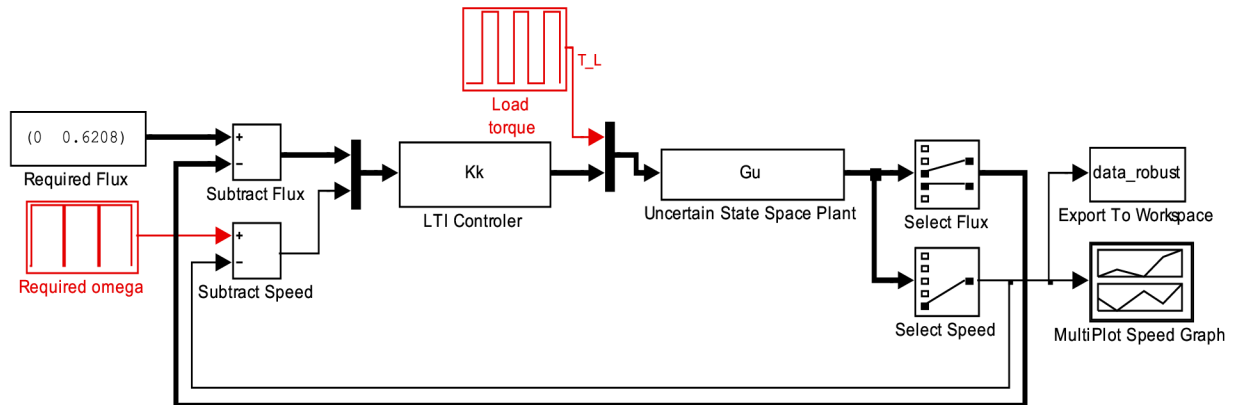 T_L
Load
torque
(0 0.6208)
Required Flux
+
−
Subtract Flux
Kk
LTI Controler
Gu
Uncertain State Space Plant
Select Flux
data_robust
Export To Workspace
Required omega
+
−
Subtract Speed
Select Speed
MultiPlot Speed Graph